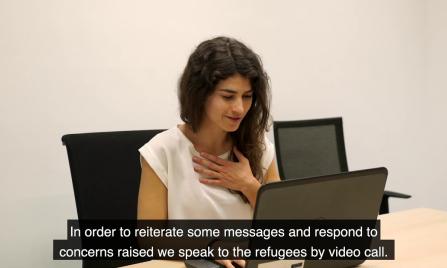 In order to reiterate some messages and respond to
concerns raised we speak to the refugees by video call.